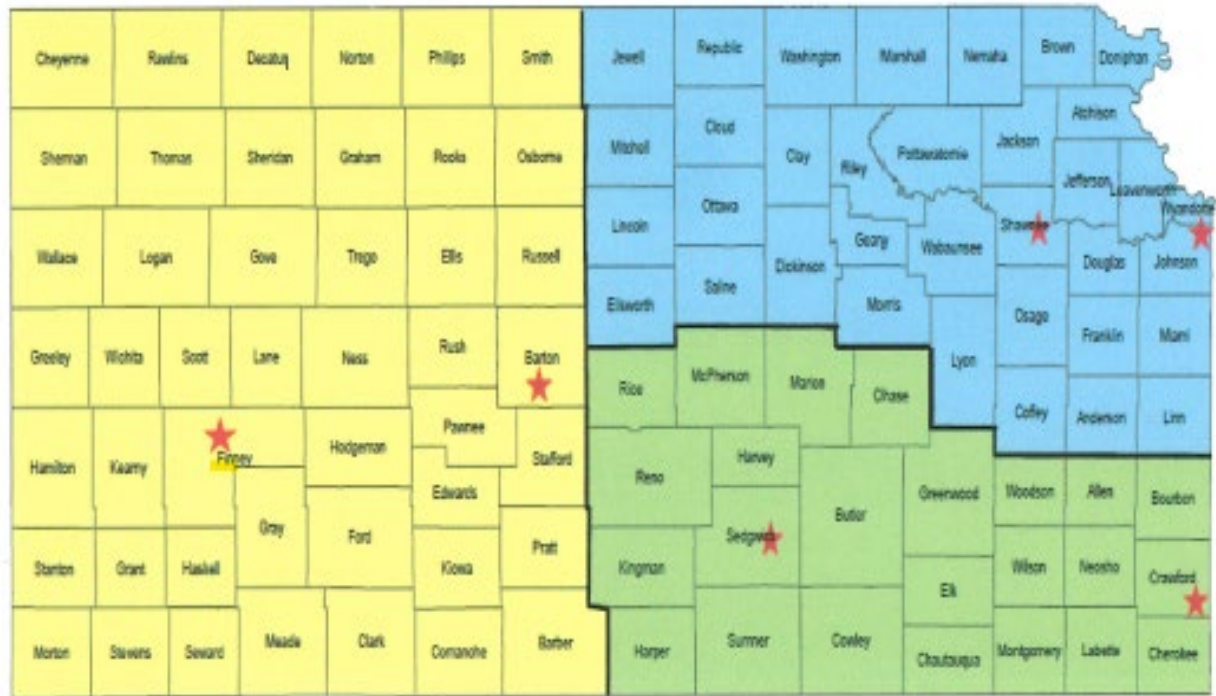 Cheyenne Rawlins Decatur Norton Phillips Smith Jewell Republic Washington Marshall Nemaha Brown Doniphan
Atchison
Sherman Thomas Sheridan Graham Rooks Osborne Mitchell Cloud Clay Riley Pottawatomie Jackson
Jefferson Leavenworth
Wyandotte
Lincoln Ottawa Shawnee
Wallace Logan Gove Trego Ellis Russell Geary Wabaunsee Douglas Johnson
Ellsworth Saline Dickinson Morris Osage
Greeley Wichita Scott Lane Ness Rush Barton Lyon Franklin Miami
Rice McPherson Marion Chase
Coffey Anderson Linn
Pawnee
Hamilton Kearny Finney Hodgeman Stafford Reno Harvey
Edwards Greenwood Woodson Allen Bourbon
Gray Ford Pratt Sedgwick Butler
Stanton Grant Haskell Kiowa Kingman Elk Wilson Neosho Crawford
Morton Stevens Seward Meade Clark Comanche Barber Harper Sumner Cowley Chautauqua Montgomery Labette Cherokee